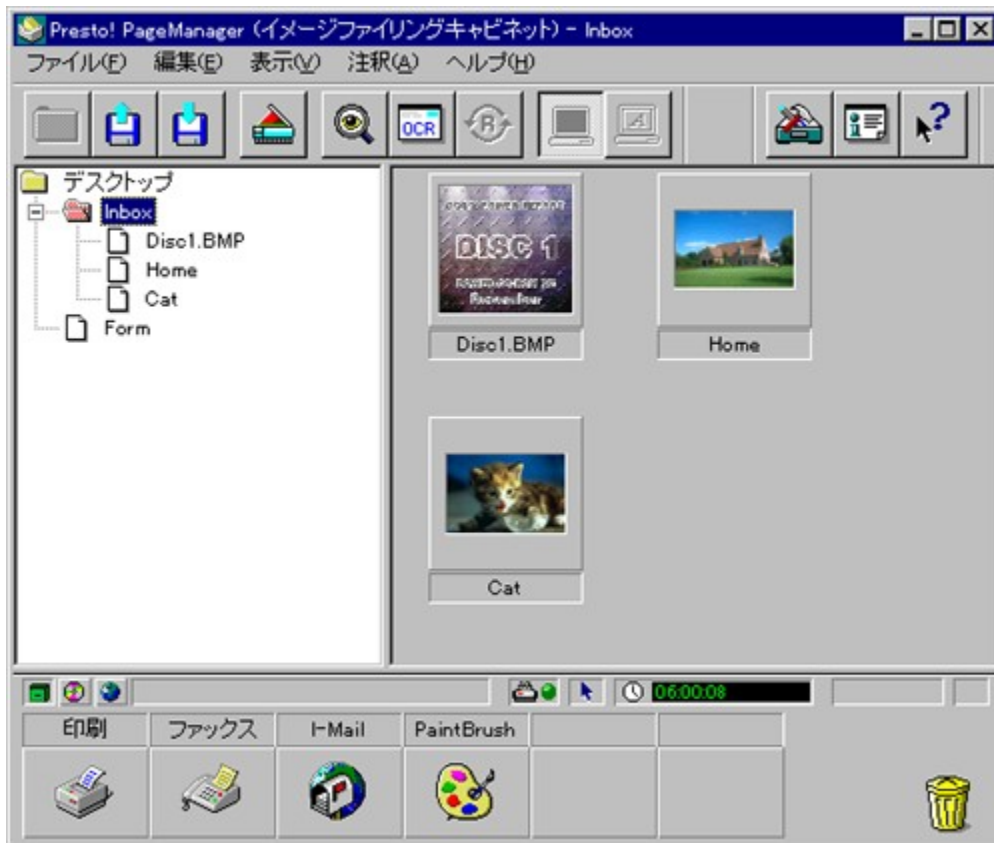 Presto! PageManager (イメージファイリングキャビネット) - Inbox
ファイル(F) 編集(E) 表示(V) 注釈(A) ヘルプ(H)
OCR
R
A
?
デスクトップ
Inbox
Disc1.BMP
Home
Cat
Form
DISC 1
Disc1.BMP
Home
Cat
06:00:08
印刷 ファックス I-Mail PaintBrush